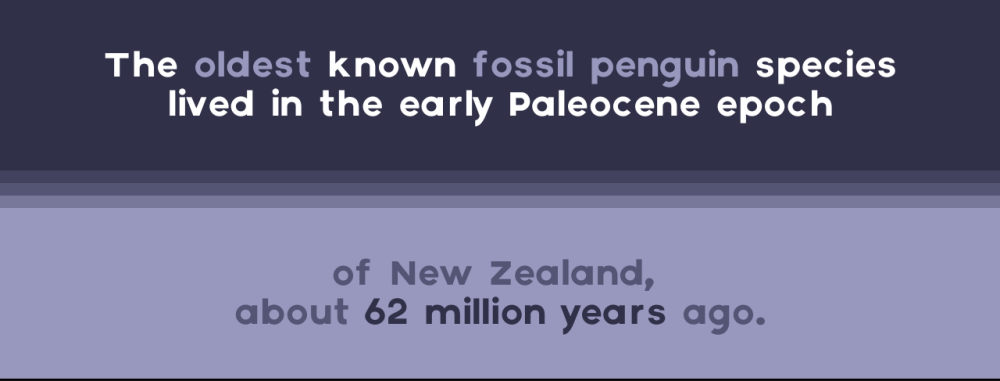 The oldest known fossil penguin species
lived in the early Paleocene epoch
of New Zealand,
about 62 million years ago.